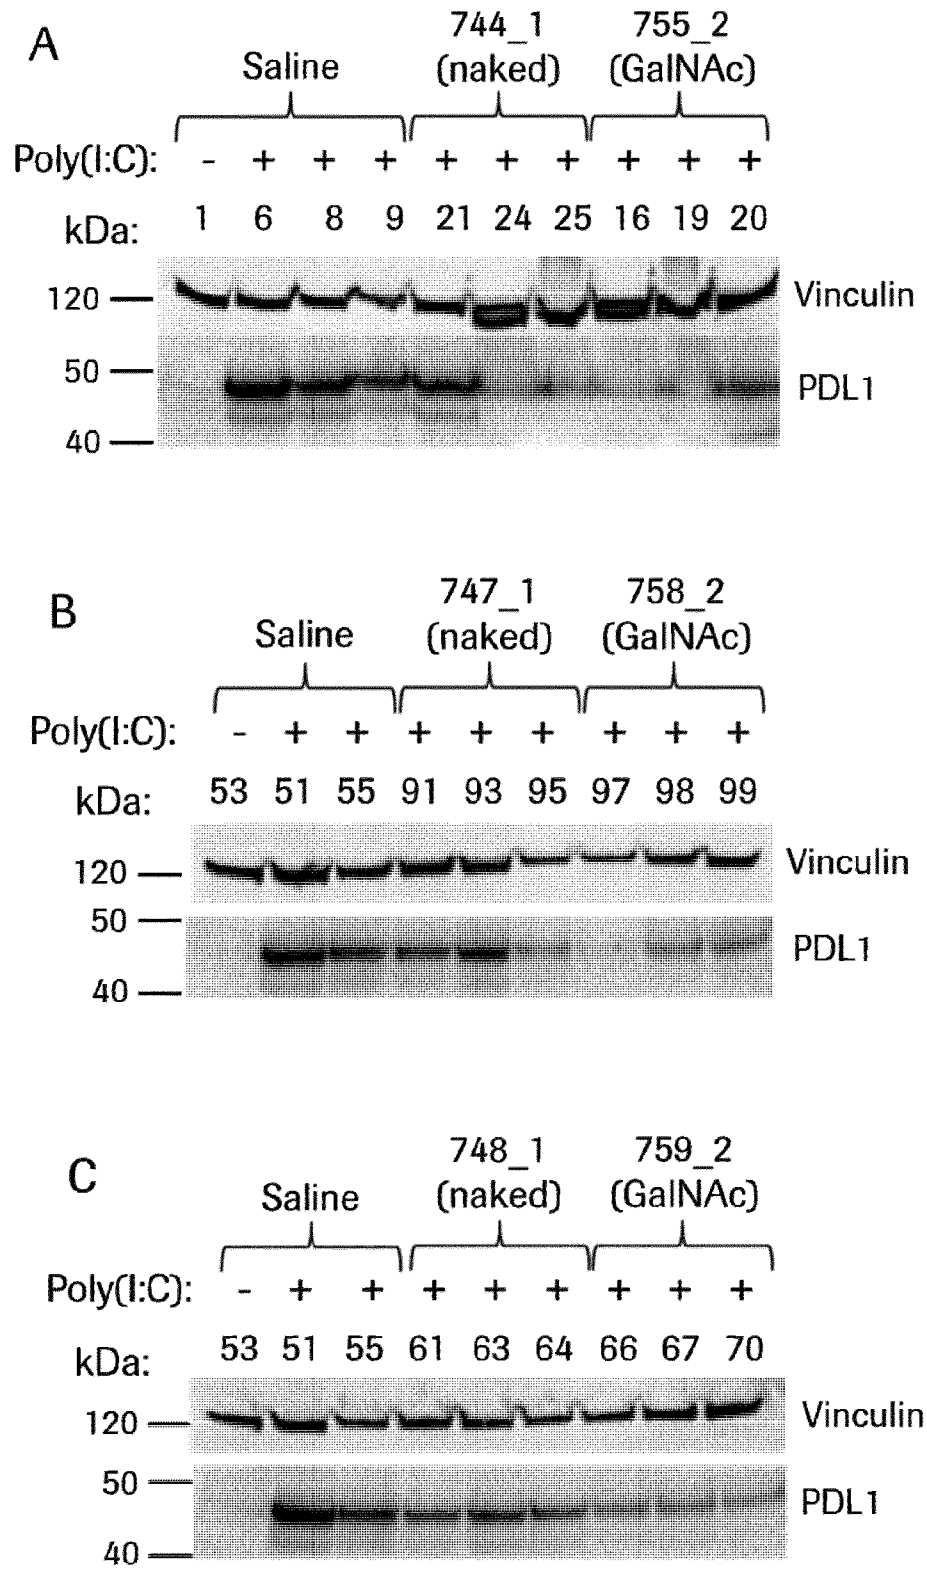 A
744_1 755_2
Saline (naked) (GalNAc)
Poly(I:C): - + + + + + + + + +
kDa: 1 6 8 9 21 24 25 16 19 20
120 Vinculin
50
PDL1
40
B
747_1 758_2
Saline (naked) (GalNAc)
Poly(I:C): - + + + + + + + +
kDa: 53 51 55 91 93 95 97 98 99
120 Vinculin
50
PDL1
40
C
748_1 759_2
Saline (naked) (GalNAc)
Poly(I:C): - + + + + + + + +
kDa: 53 51 55 61 63 64 66 67 70
120 Vinculin
50
PDL1
40